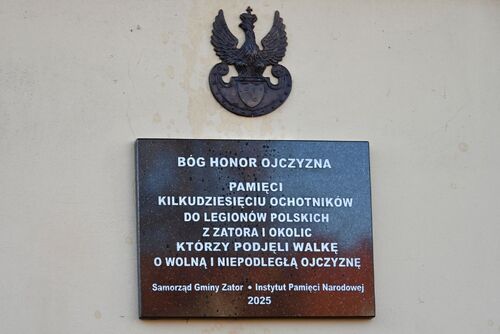 BÓG HONOR OJCZYZNA
PAMIĘCI
KILKUDZIESIĘCIU OCHOTNIKÓW
DO LEGIONÓW POLSKICH
Z ZATORA I OKOLIC
KTÓRZY PODJĘLI WALKĘ
O WOLNĄ I NIEPODLEGŁĄ OJCZYZNĘ
Samorząd Gminy Zator • Instytut Pamięci Narodowej
2025